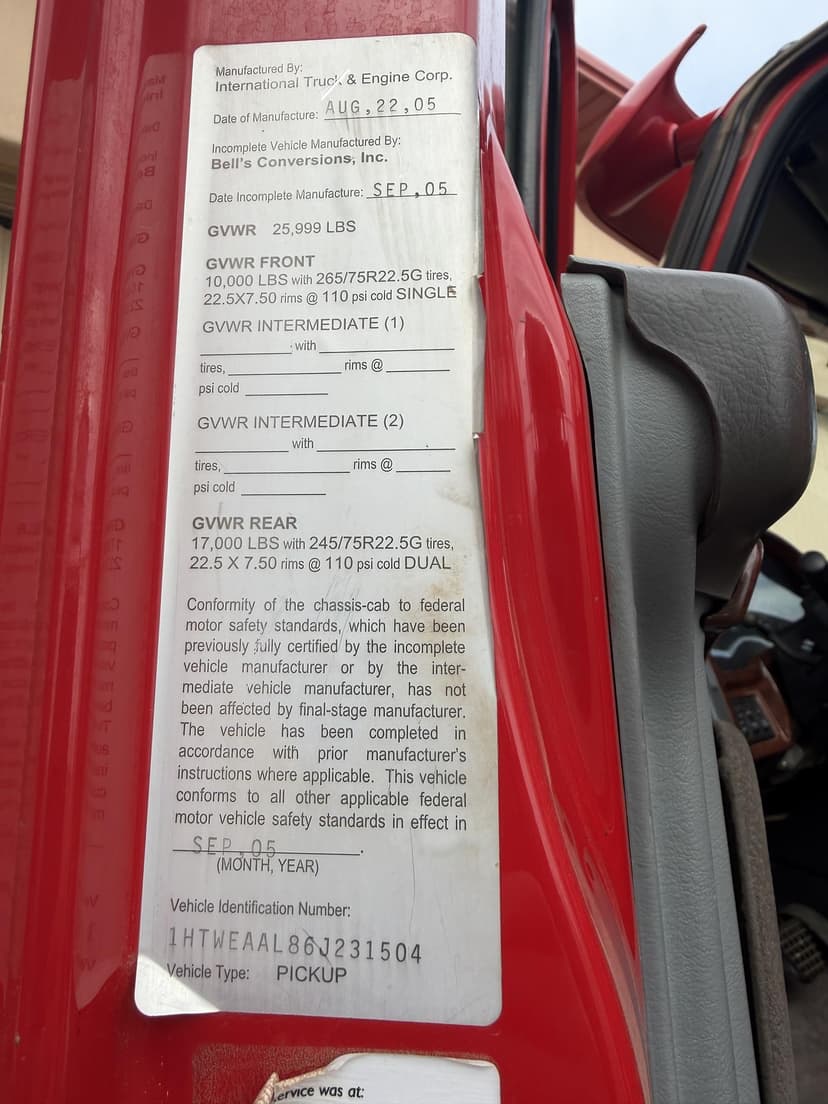 Manufactured By:
International Truck & Engine Corp.
Date of Manufacture: AUG,22,05
Incomplete Vehicle Manufactured By:
Bell's Conversions, Inc.
Date Incomplete Manufacture: SEP,05
GVWR 25,999 LBS
GVWR FRONT
10,000 LBS with 265/75R22.5G tires,
22.5X7.50 rims @ 110 psi cold SINGLE
GVWR INTERMEDIATE (1)
with
tires, rims @
psi cold
GVWR INTERMEDIATE (2)
with
tires, rims @
psi cold
GVWR REAR
17,000 LBS with 245/75R22.5G tires,
22.5 X 7.50 rims @ 110 psi cold DUAL
Conformity of the chassis-cab to federal
motor safety standards, which have been
previously fully certified by the incomplete
vehicle manufacturer or by the inter-
mediate vehicle manufacturer, has not
been affected by final-stage manufacturer.
The vehicle has been completed in
accordance with prior manufacturer's
instructions where applicable. This vehicle
conforms to all other applicable federal
motor vehicle safety standards in effect in
SEP,05.
(MONTH, YEAR)
Vehicle Identification Number:
1HTWEAAL86J231504
Vehicle Type: PICKUP
was at: